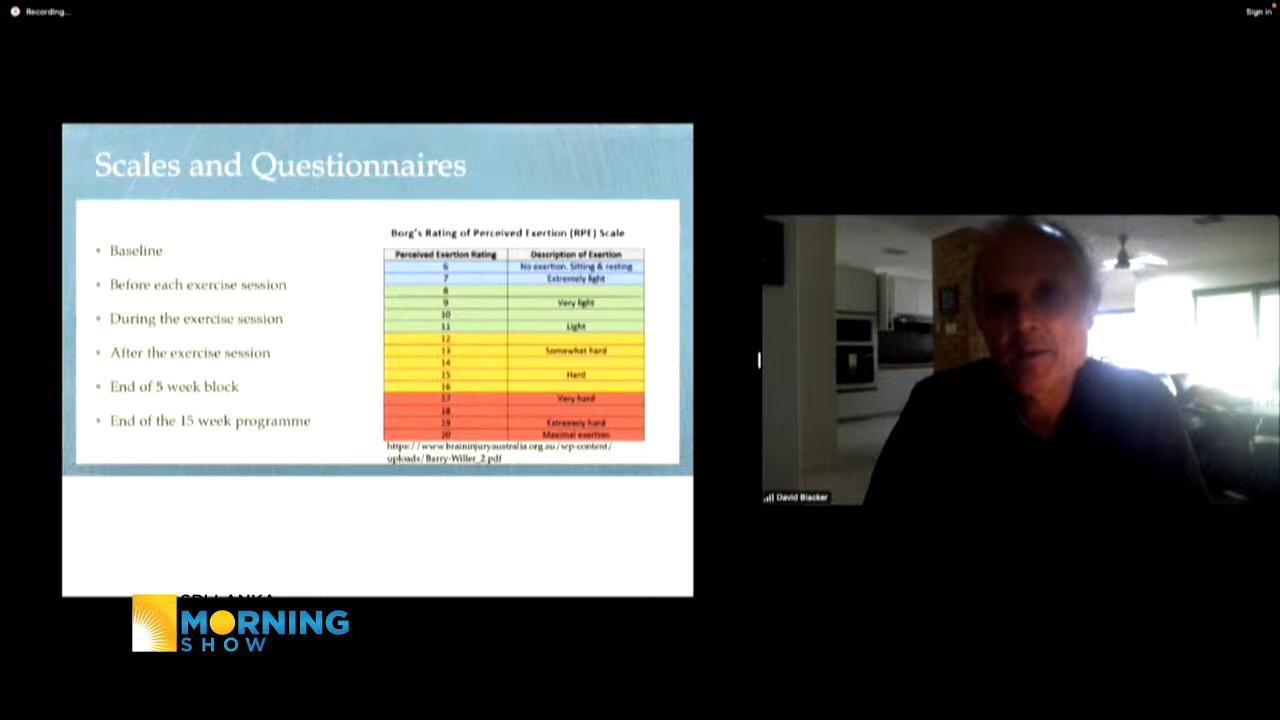 Recording...
Sign in
Scales and Questionnaires
Baseline
Before each exercise session
During the exercise session
After the exercise session
End of 5 week block
End of the 15 week programme
Borg's Rating of Perceived Exertion (RPE) Scale
Perceived Exertion Rating Description of Exertion
6 No exertion. Sitting & resting
7 Extremely light
8
9 Very light
10
11 Light
12
13 Somewhat hard
14
15 Hard
16
17 Very hard
18
19 Extremely hard
20 Maximal exertion
https://www.braininjuryaustralia.org.au/wp-content/
uploads/Barry-Willer_2.pdf
David Blacker
SRI LANKA
MORNING
SHOW